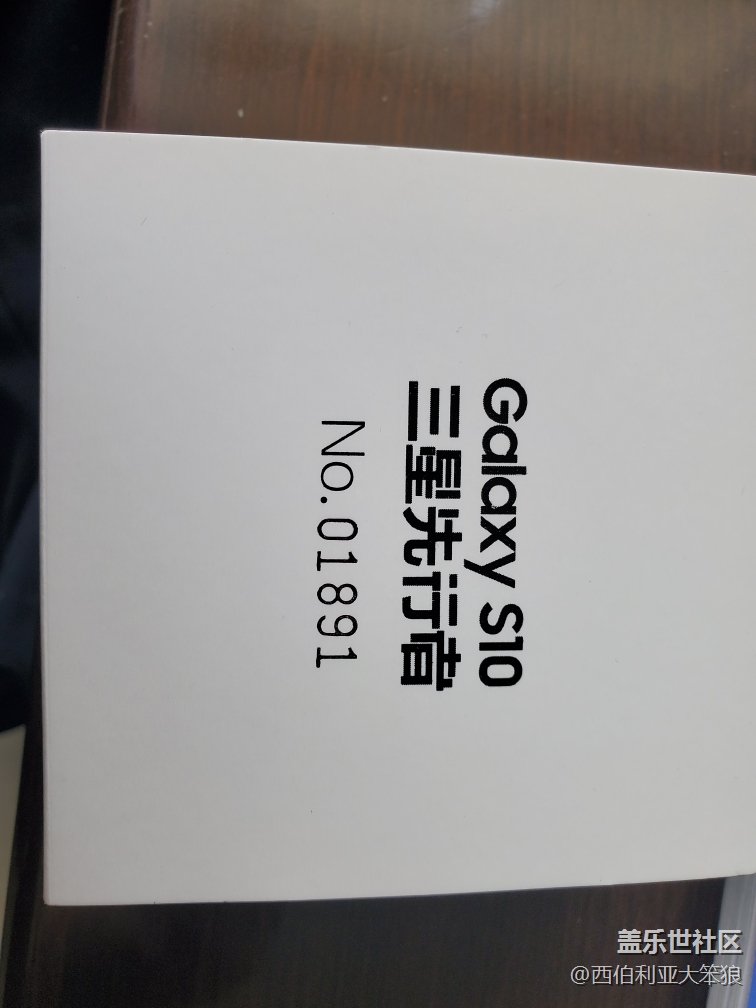 Galaxy S10
三星先行官
No.01891
盖乐世社区
@西伯利亚大笨狼